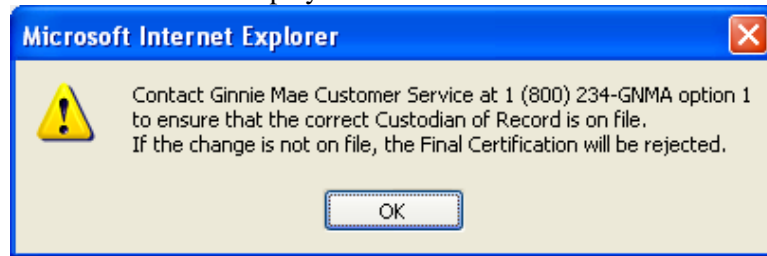 Microsoft Internet Explorer
Contact Ginnie Mae Customer Service at 1 (800) 234-GNMA option 1
to ensure that the correct Custodian of Record is on file.
If the change is not on file, the Final Certification will be rejected.
OK